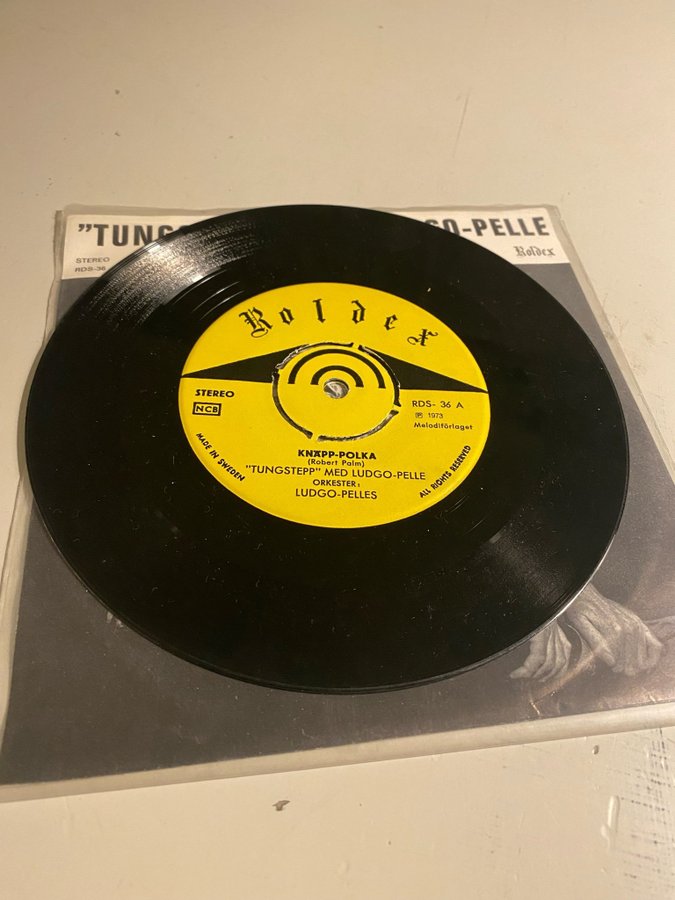 "TUNGS GO-PELLE
STEREO
RDS-36
Roldex
Roldex
STEREO
NCB
RDS- 36 A
℗ 1973
Melodiförlaget
KNÄPP-POLKA
(Robert Palm)
"TUNGSTEPP" MED LUDGO-PELLE
ORKESTER:
LUDGO-PELLES
MADE IN SWEDEN
ALL RIGHTS RESERVED